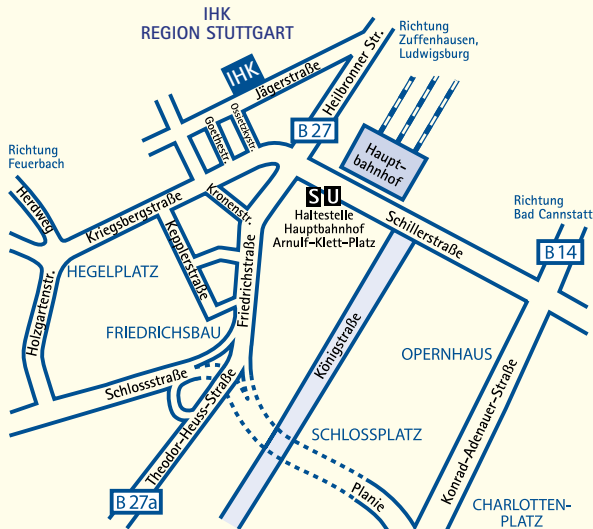 IHK
REGION STUTTGART
Richtung
Zuffenhausen,
Ludwigsburg
IHK
Jägerstraße
Heilbronner Str.
Ossietzkystr.
Goethestr.
B 27
Haupt-
bahnhof
Richtung
Feuerbach
Herdweg
Kriegsbergstraße
Kronenstr.
S U
Haltestelle
Hauptbahnhof
Arnulf-Klett-Platz
Schillerstraße
Richtung
Bad Cannstatt
B 14
Kepplerstraße
Friedrichstraße
HEGELPLATZ
Holzgartenstr.
FRIEDRICHSBAU
Königstraße
OPERNHAUS
Schlossstraße
Theodor-Heuss-Straße
SCHLOSSPLATZ
Konrad-Adenauer-Straße
Planie
B 27a
CHARLOTTEN-
PLATZ